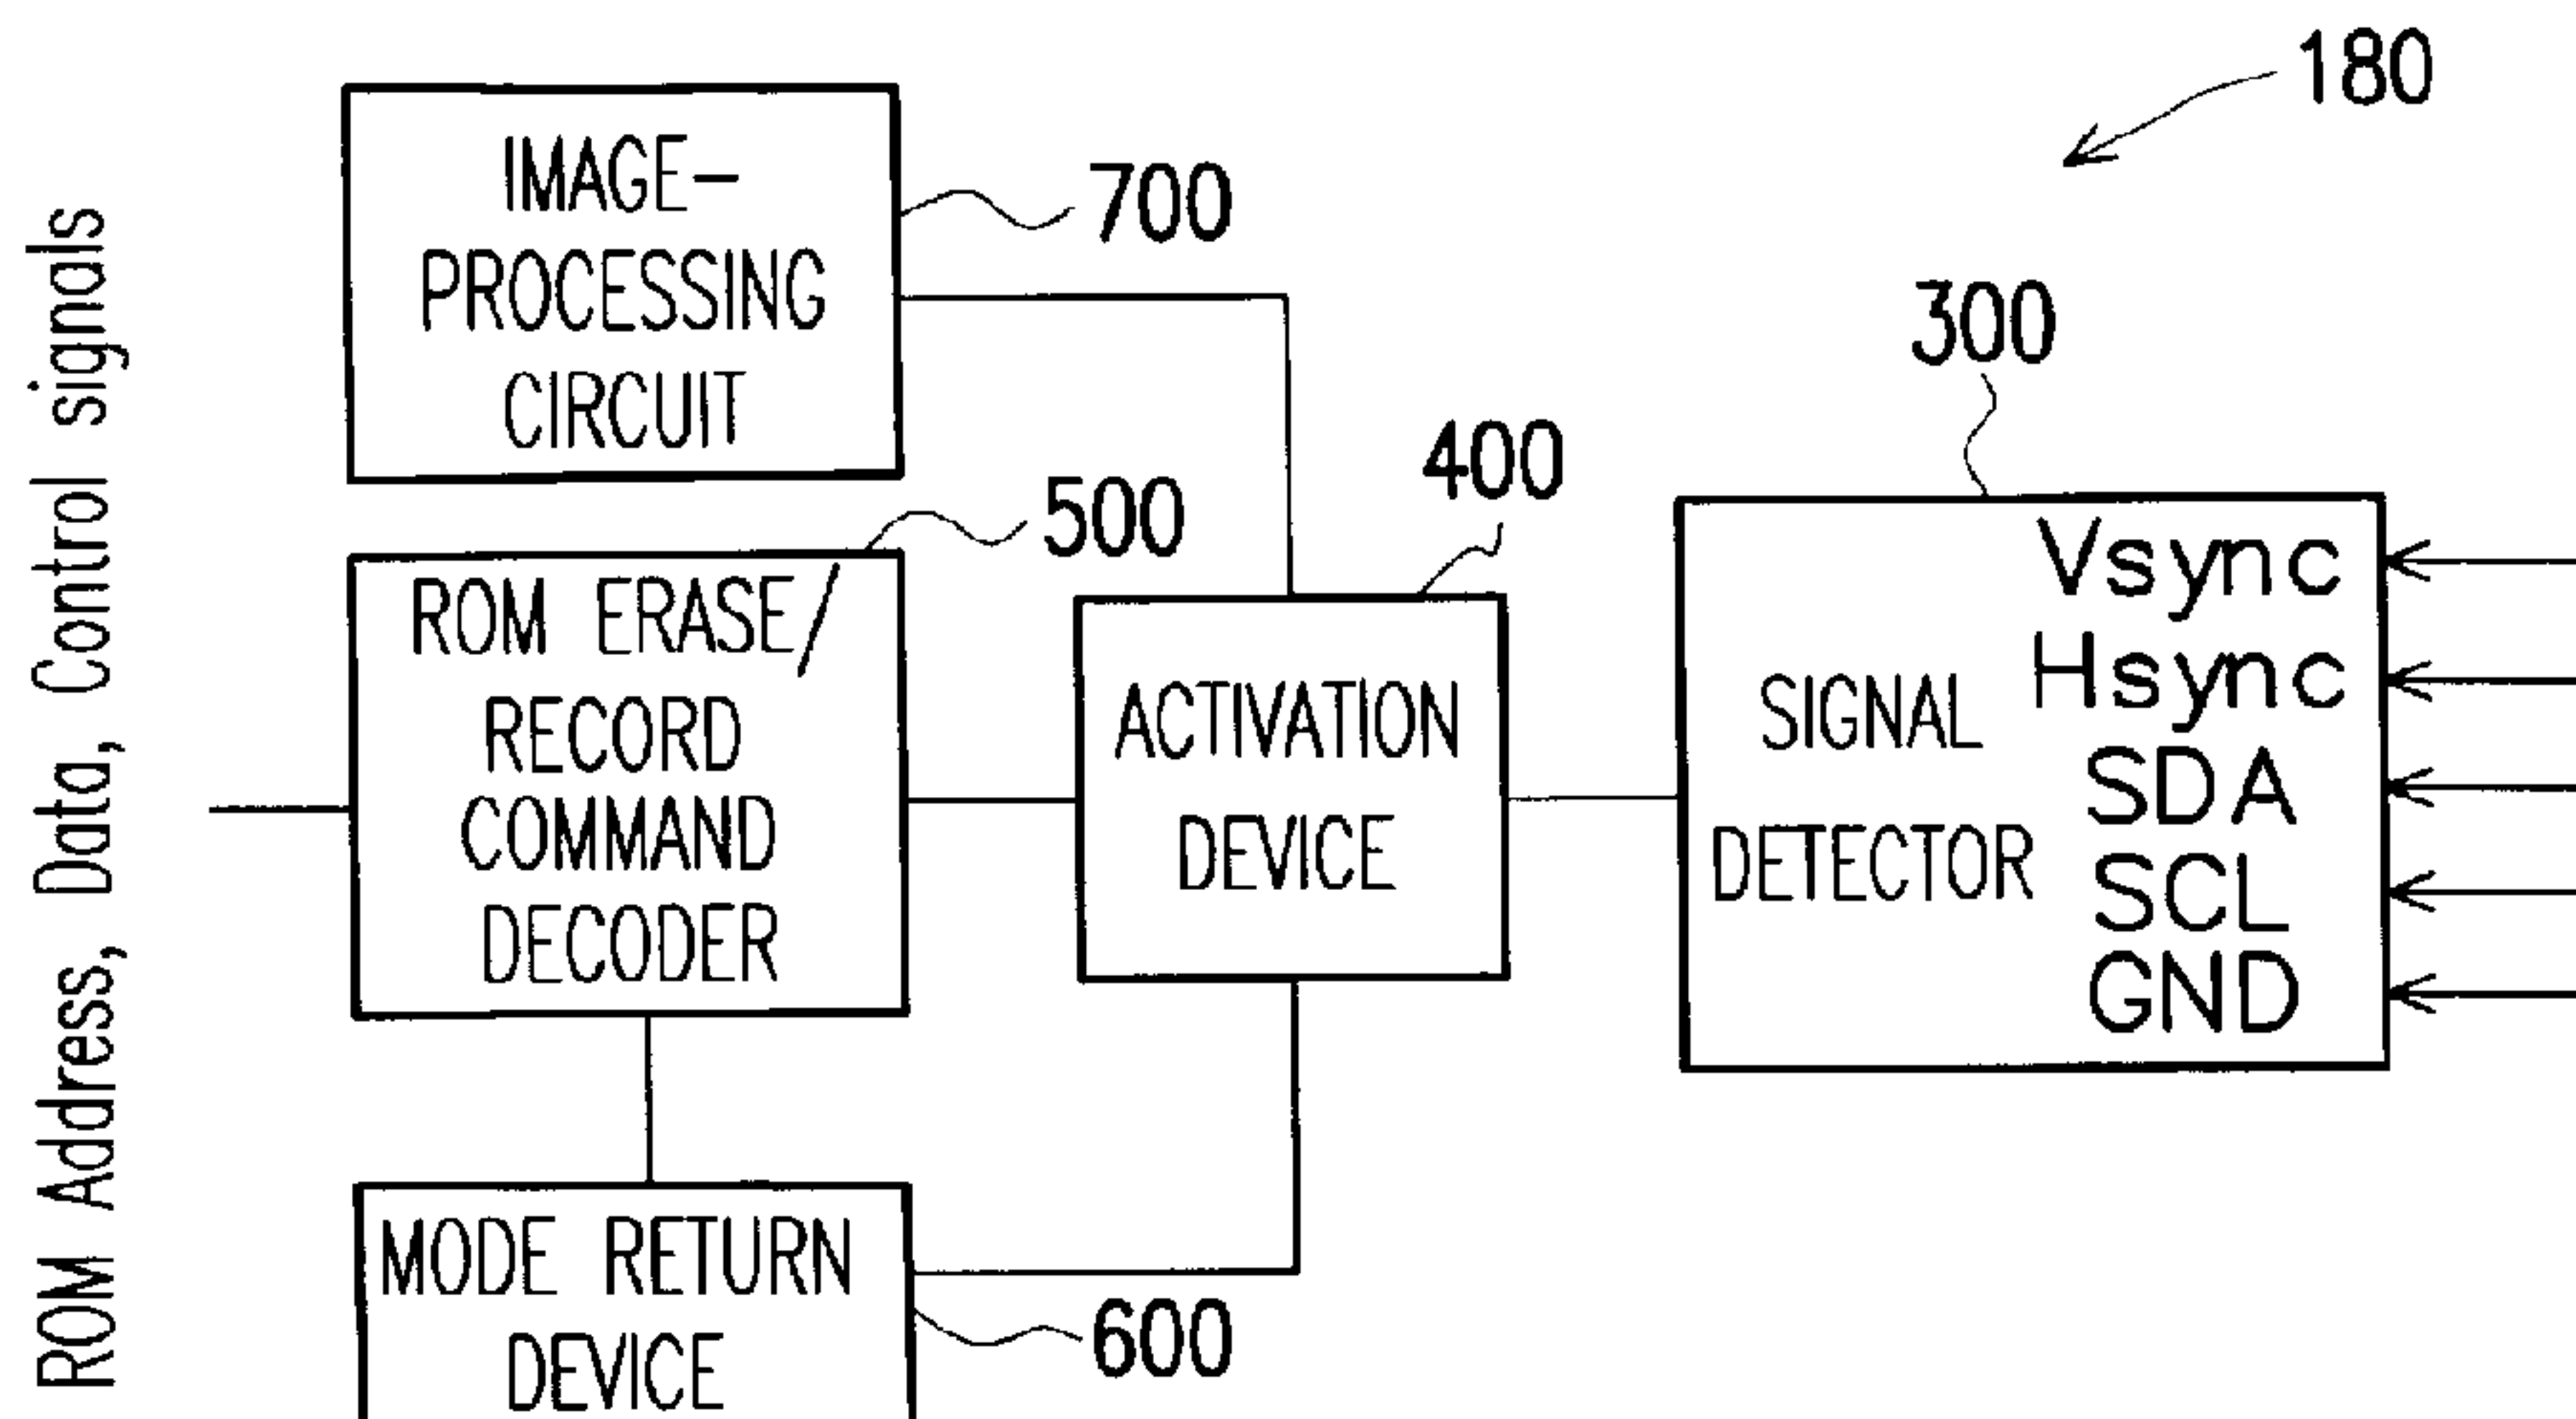 180
IMAGE-
PROCESSING
CIRCUIT
700
300
400
500
ROM ERASE/
RECORD
COMMAND
DECODER
ACTIVATION
DEVICE
SIGNAL
DETECTOR
Vsync
Hsync
SDA
SCL
GND
MODE RETURN
DEVICE
600
ROM Address, Data, Control signals